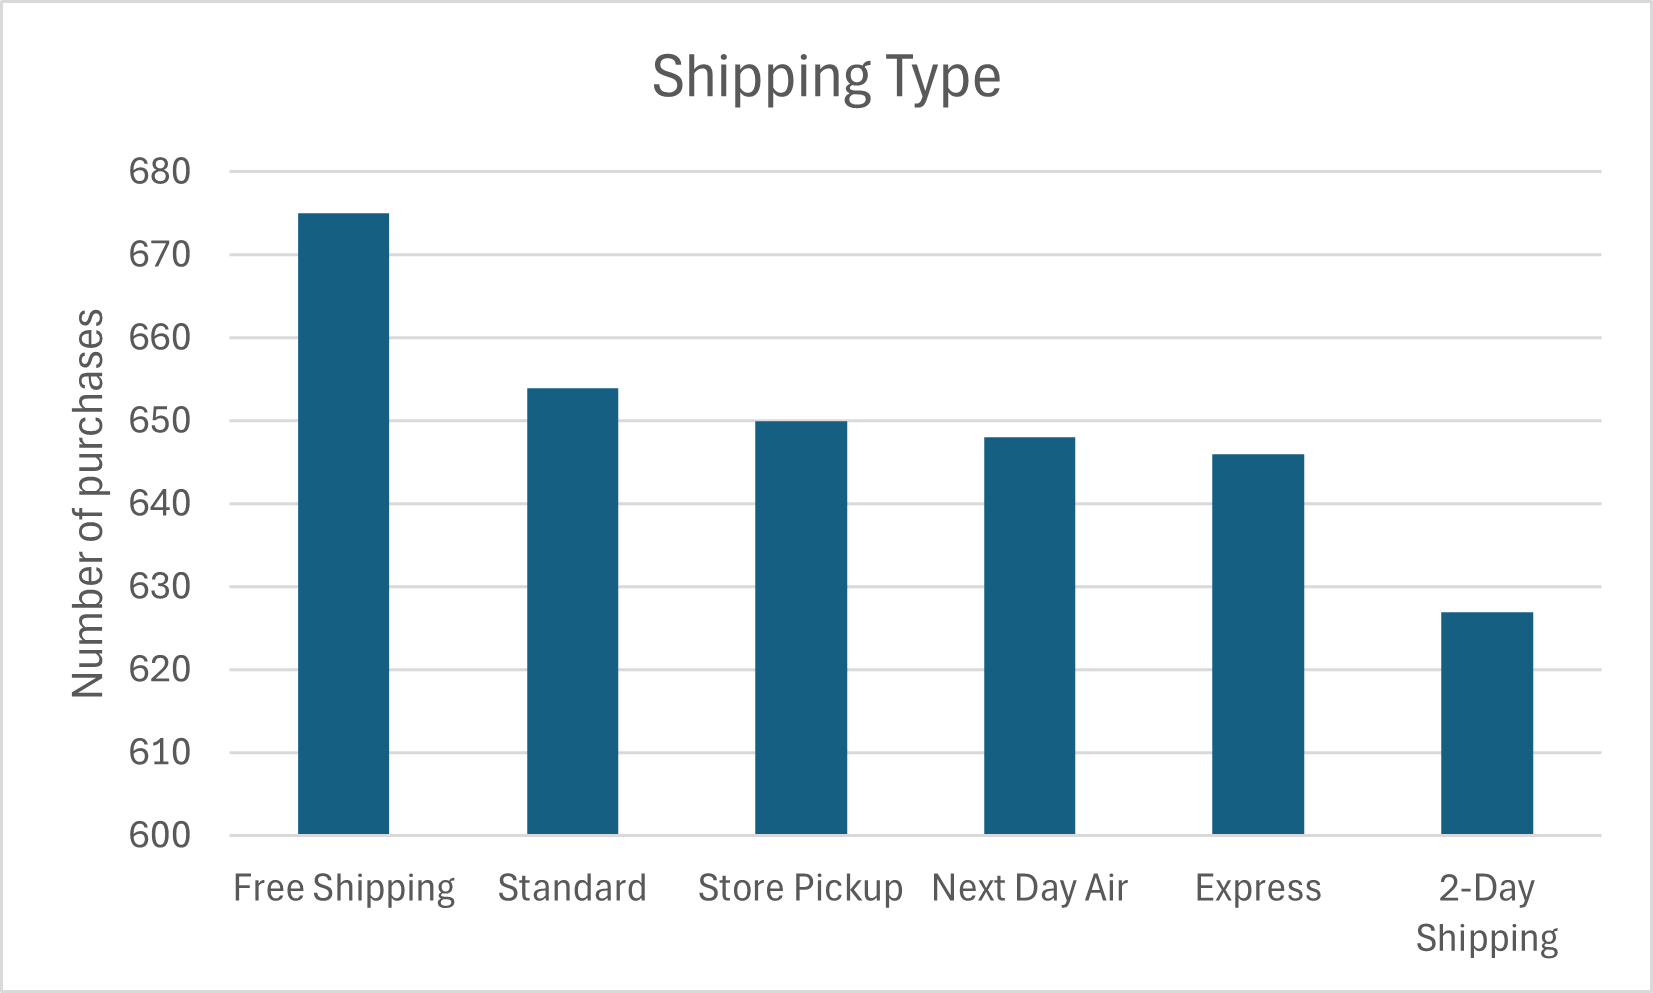 Shipping Type
680
670
660
650
640
630
620
610
600
Number of purchases
Free Shipping
Standard
Store Pickup
Next Day Air
Express
2-Day
Shipping